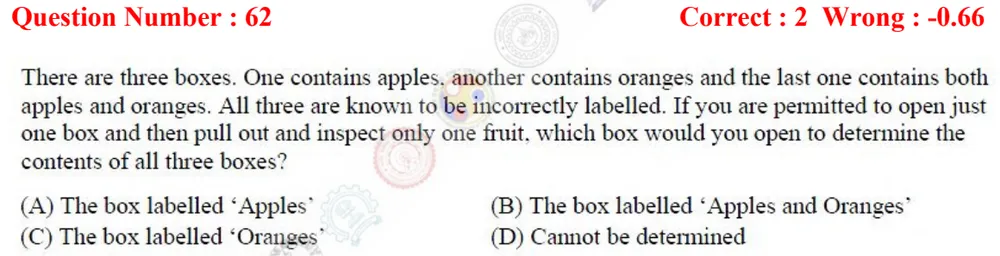 Question Number : 62 Correct : 2 Wrong : -0.66
There are three boxes. One contains apples, another contains oranges and the last one contains both
apples and oranges. All three are known to be incorrectly labelled. If you are permitted to open just
one box and then pull out and inspect only one fruit, which box would you open to determine the
contents of all three boxes?
(A) The box labelled ‘Apples’ (B) The box labelled ‘Apples and Oranges’
(C) The box labelled ‘Oranges’ (D) Cannot be determined